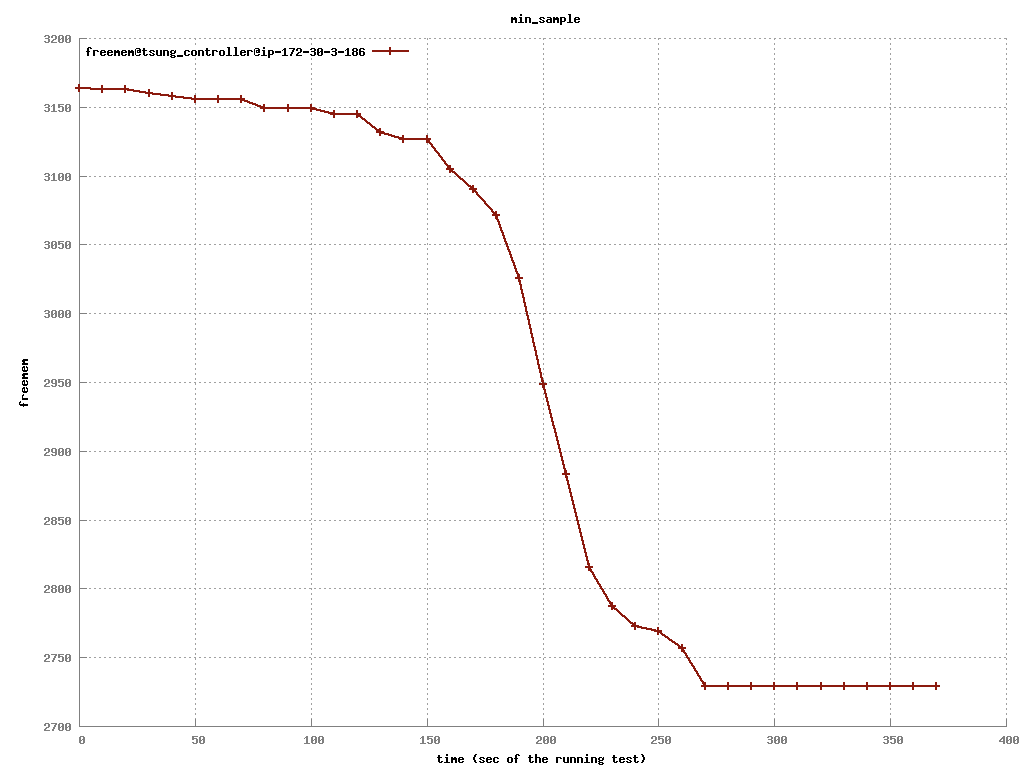 min_sample
freemem@tsung_controller@ip-172-30-3-186
3200
3150
3100
3050
3000
2950
2900
2850
2800
2750
2700
freemem
0 50 100 150 200 250 300 350 400
time (sec of the running test)